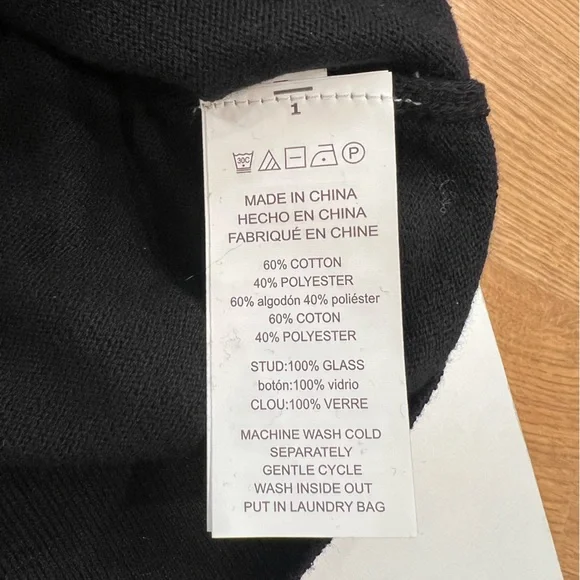 1
30C P
MADE IN CHINA
HECHO EN CHINA
FABRIQUÉ EN CHINE
60% COTTON
40% POLYESTER
60% algodón 40% poliéster
60% COTON
40% POLYESTER
STUD:100% GLASS
botón:100% vidrio
CLOU:100% VERRE
MACHINE WASH COLD
SEPARATELY
GENTLE CYCLE
WASH INSIDE OUT
PUT IN LAUNDRY BAG